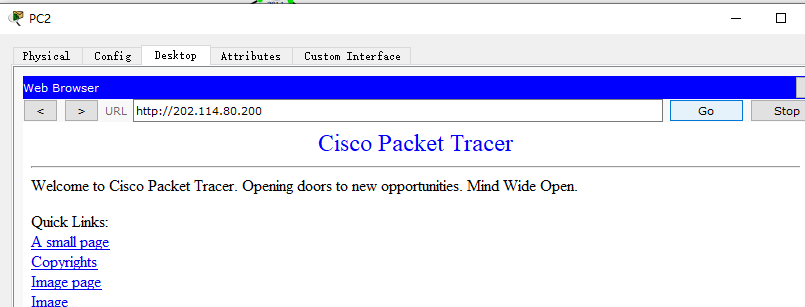 PC2
Physical Config Desktop Attributes Custom Interface
Web Browser
< > URL http://202.114.80.200 Go Stop
Cisco Packet Tracer
Welcome to Cisco Packet Tracer. Opening doors to new opportunities. Mind Wide Open.
Quick Links:
A small page
Copyrights
Image page
Image